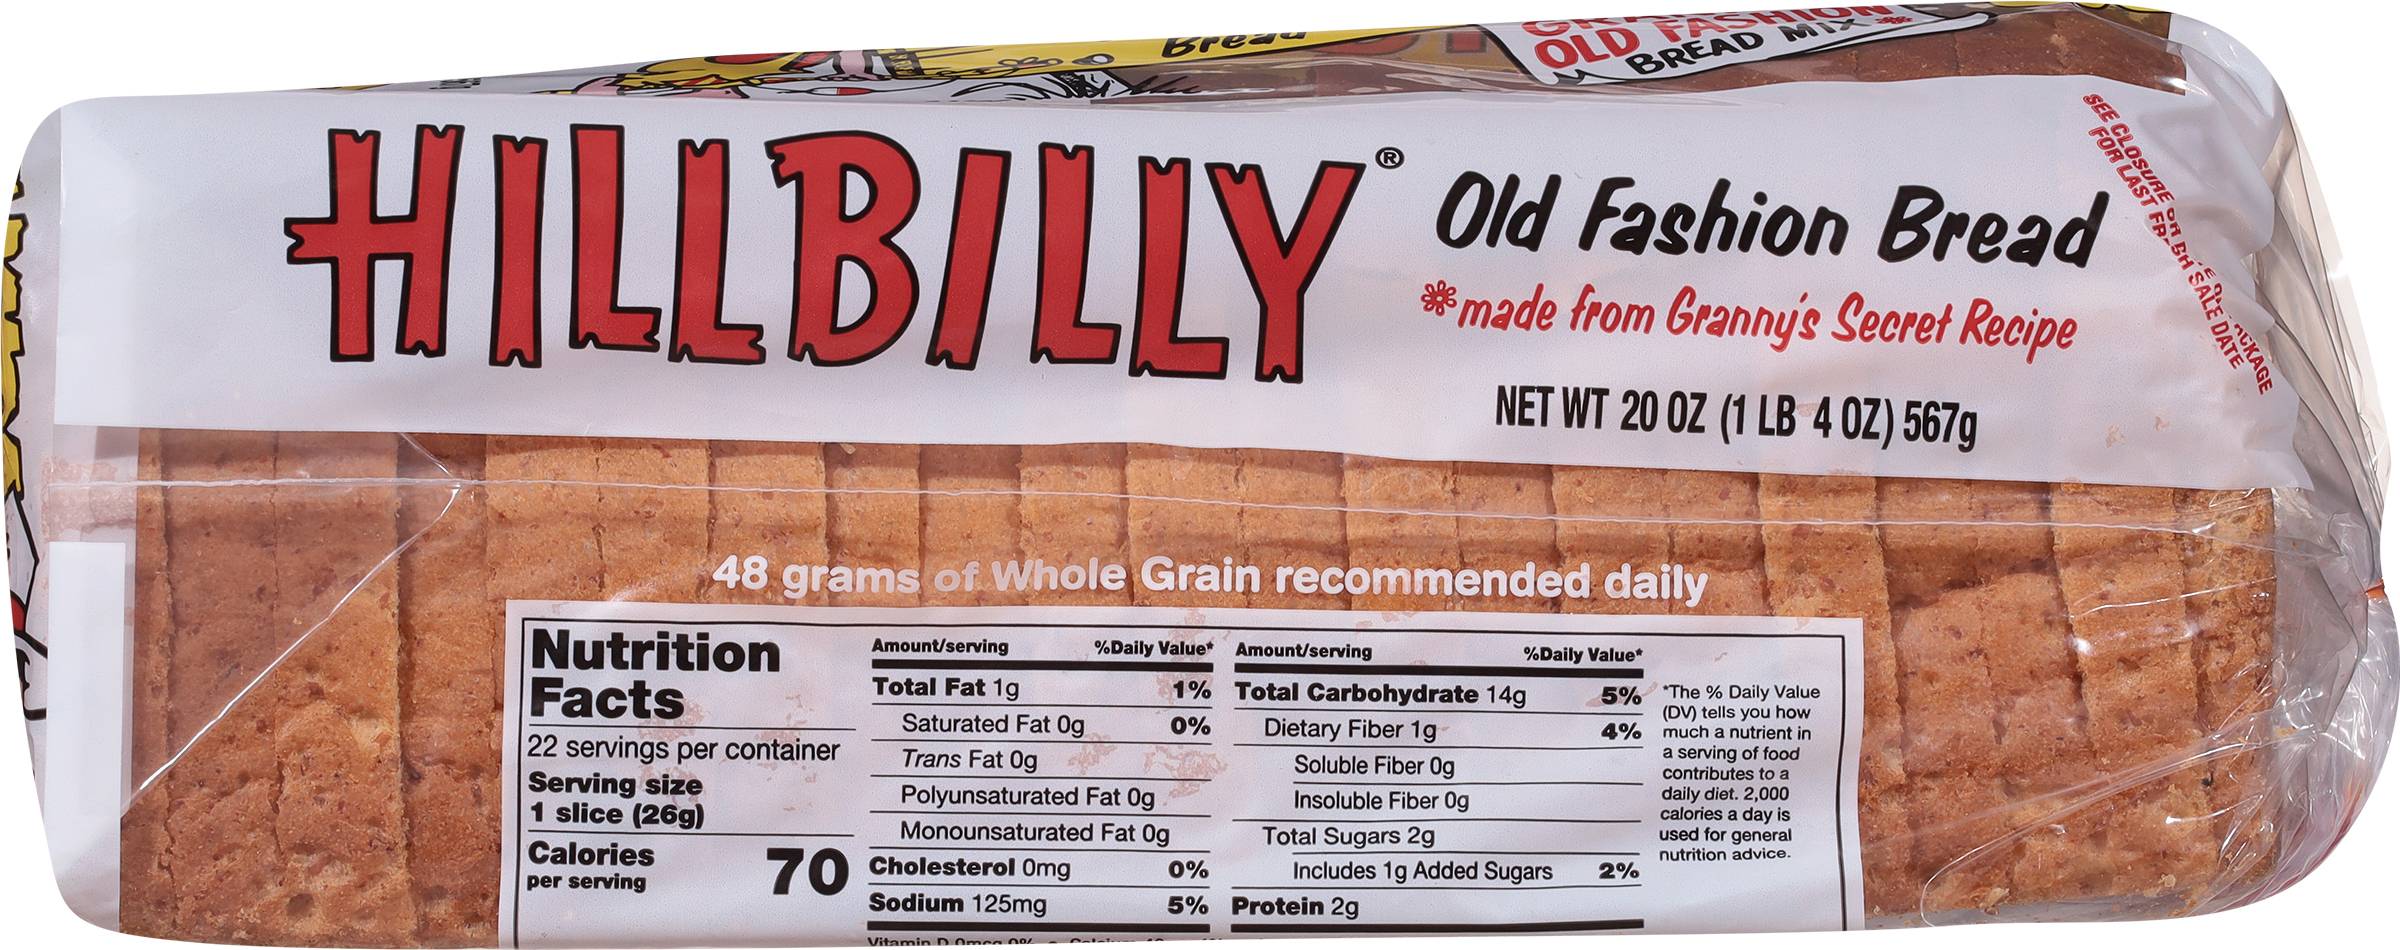 Bread
OLD FASHION
BREAD MIX*
HILLBILLY® Old Fashion Bread
*made from Granny's Secret Recipe
NET WT 20 OZ (1 LB 4 OZ) 567g
SEE CLOSURE OR PACKAGE
FOR LAST FRESH SALE DATE
48 grams of Whole Grain recommended daily
Nutrition
Facts
22 servings per container
Serving size
1 slice (26g)
Calories
per serving
70
Amount/serving %Daily Value*
Total Fat 1g 1%
Saturated Fat 0g 0%
Trans Fat 0g
Polyunsaturated Fat 0g
Monounsaturated Fat 0g
Cholesterol 0mg 0%
Sodium 125mg 5%
Amount/serving %Daily Value*
Total Carbohydrate 14g 5%
Dietary Fiber 1g 4%
Soluble Fiber 0g
Insoluble Fiber 0g
Total Sugars 2g
Includes 1g Added Sugars 2%
Protein 2g
*The % Daily Value
(DV) tells you how
much a nutrient in
a serving of food
contributes to a
daily diet. 2,000
calories a day is
used for general
nutrition advice.
Vitamin D 0mcg 0%